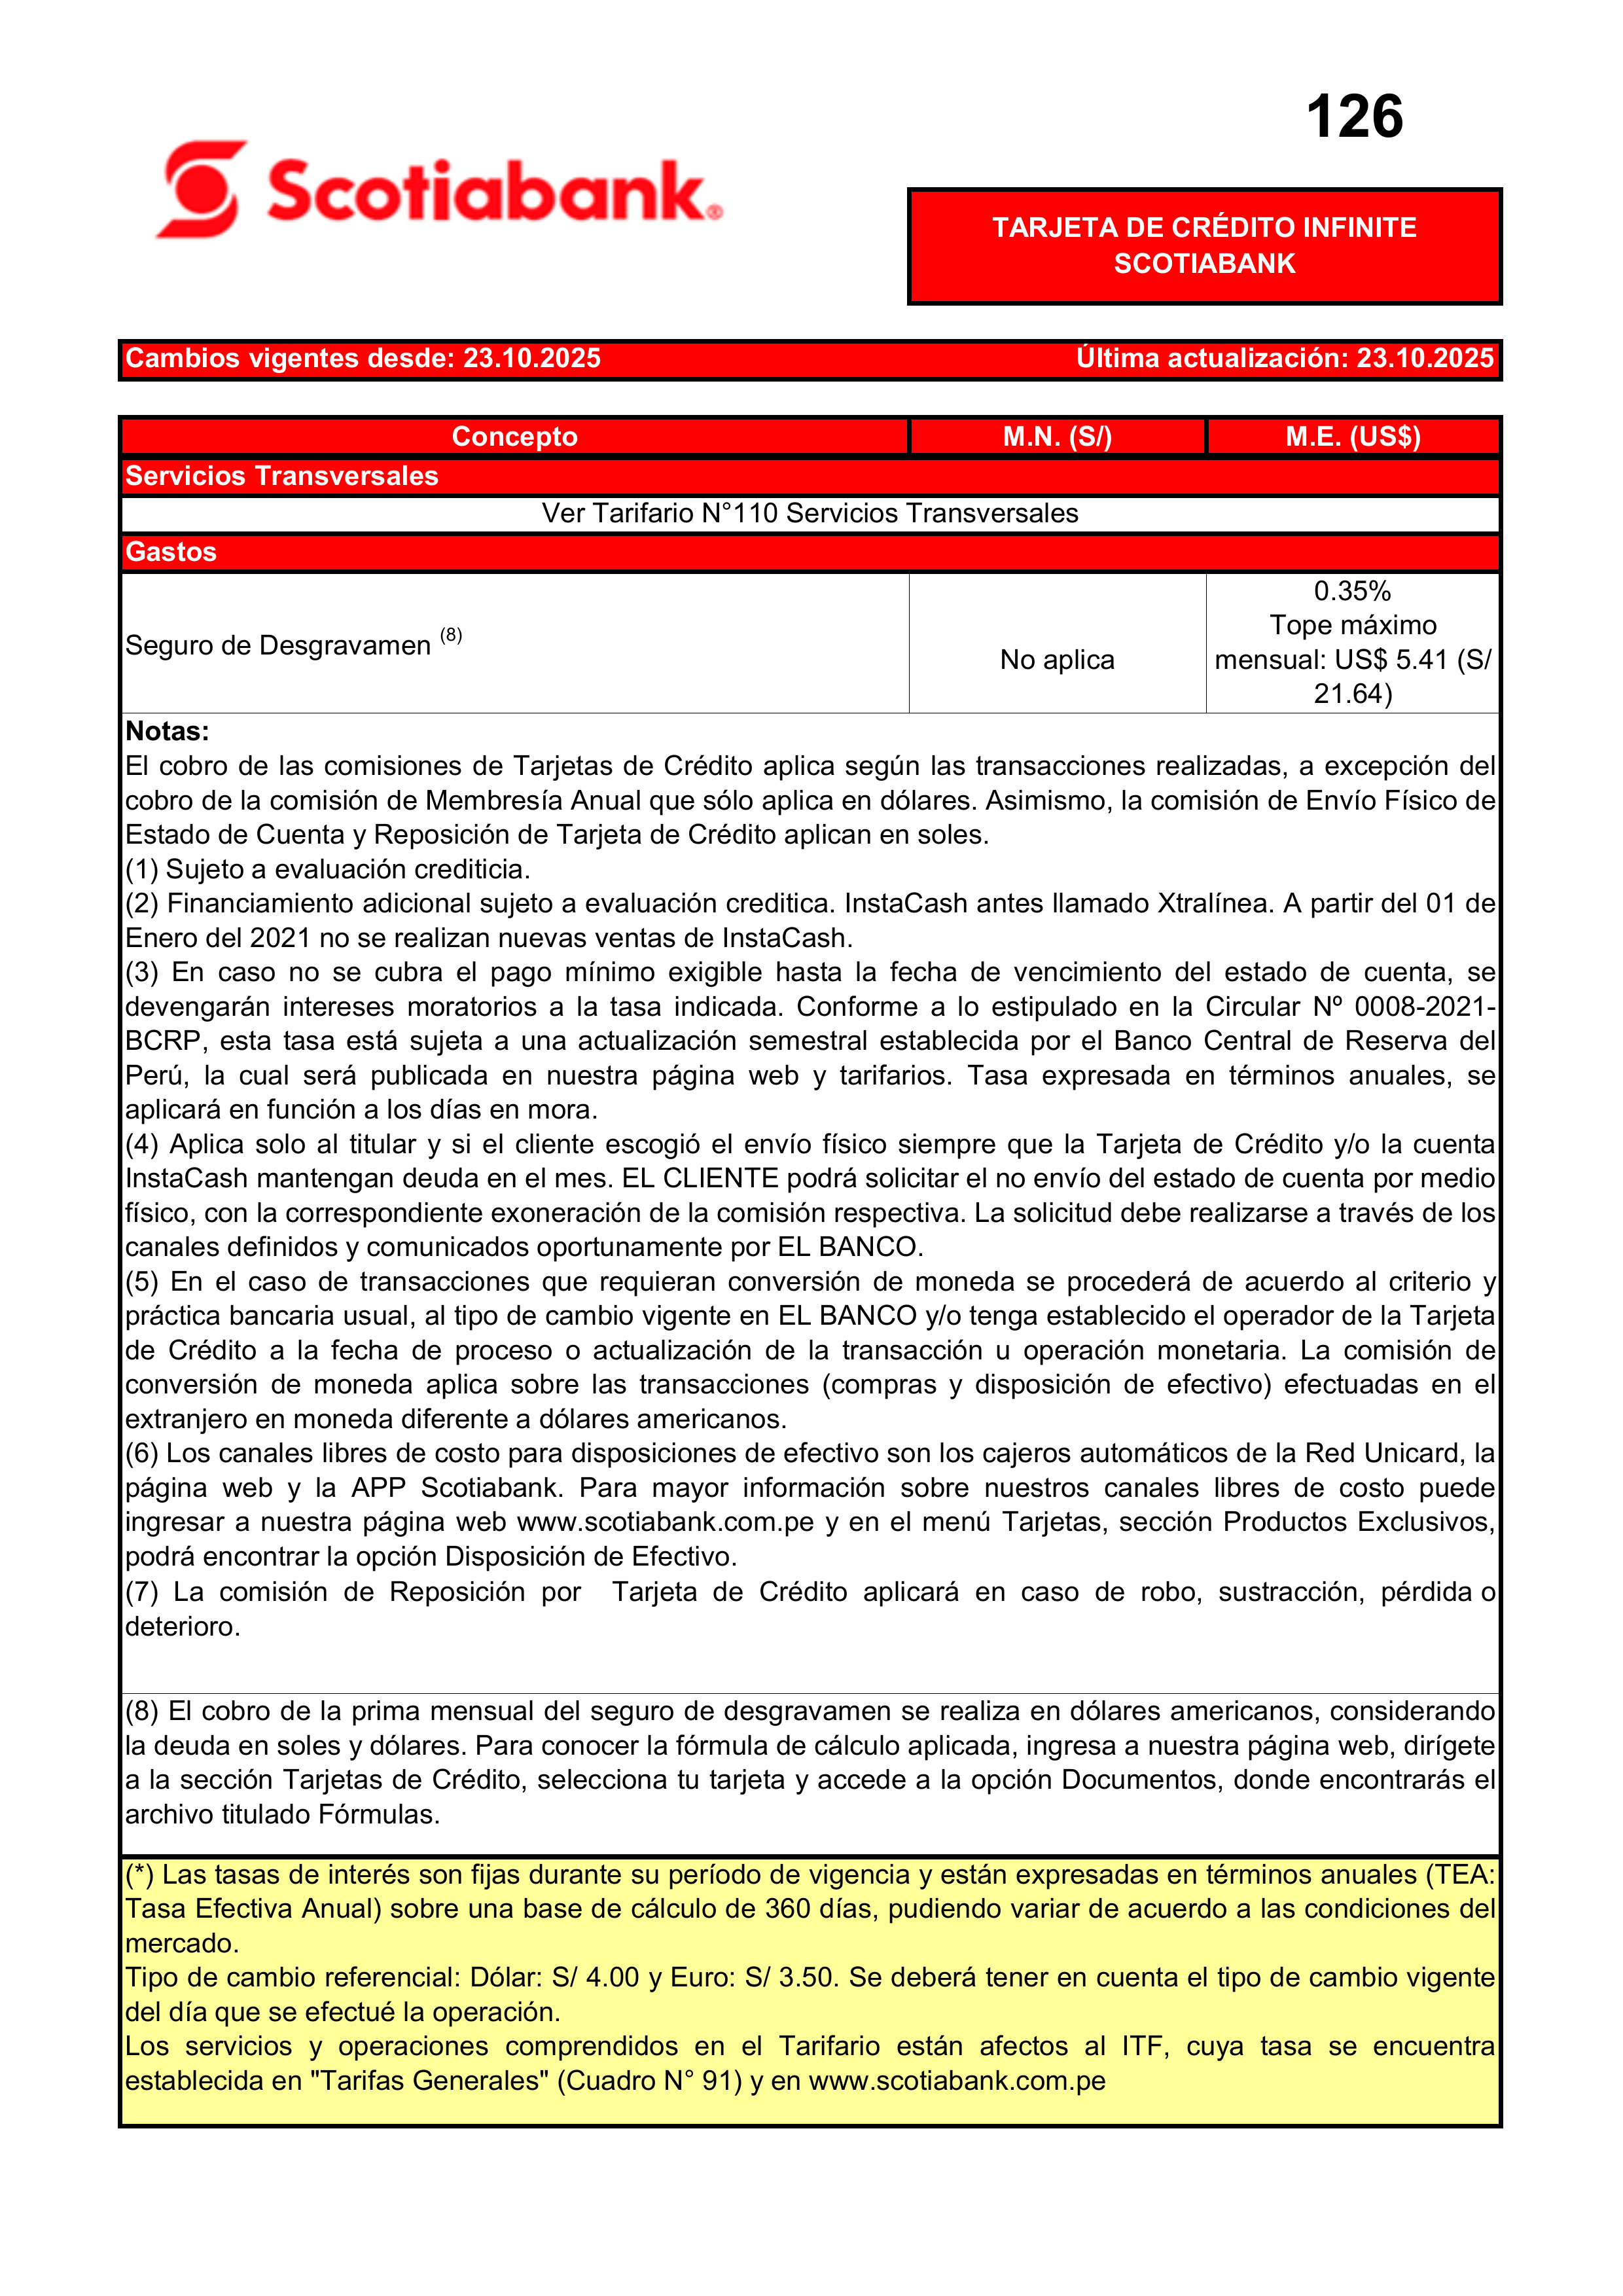 126
Scotiabank®
TARJETA DE CRÉDITO INFINITE
SCOTIABANK
Cambios vigentes desde: 23.10.2025 Última actualización: 23.10.2025
Concepto M.N. (S/) M.E. (US$)
Servicios Transversales
Ver Tarifario N°110 Servicios Transversales
Gastos
Seguro de Desgravamen (8)
No aplica
0.35%
Tope máximo
mensual: US$ 5.41 (S/
21.64)
Notas:
El cobro de las comisiones de Tarjetas de Crédito aplica según las transacciones realizadas, a excepción del
cobro de la comisión de Membresía Anual que sólo aplica en dólares. Asimismo, la comisión de Envío Físico de
Estado de Cuenta y Reposición de Tarjeta de Crédito aplican en soles.
(1) Sujeto a evaluación crediticia.
(2) Financiamiento adicional sujeto a evaluación creditica. InstaCash antes llamado Xtralínea. A partir del 01 de
Enero del 2021 no se realizan nuevas ventas de InstaCash.
(3) En caso no se cubra el pago mínimo exigible hasta la fecha de vencimiento del estado de cuenta, se
devengarán intereses moratorios a la tasa indicada. Conforme a lo estipulado en la Circular Nº 0008-2021-
BCRP, esta tasa está sujeta a una actualización semestral establecida por el Banco Central de Reserva del
Perú, la cual será publicada en nuestra página web y tarifarios. Tasa expresada en términos anuales, se
aplicará en función a los días en mora.
(4) Aplica solo al titular y si el cliente escogió el envío físico siempre que la Tarjeta de Crédito y/o la cuenta
InstaCash mantengan deuda en el mes. EL CLIENTE podrá solicitar el no envío del estado de cuenta por medio
físico, con la correspondiente exoneración de la comisión respectiva. La solicitud debe realizarse a través de los
canales definidos y comunicados oportunamente por EL BANCO.
(5) En el caso de transacciones que requieran conversión de moneda se procederá de acuerdo al criterio y
práctica bancaria usual, al tipo de cambio vigente en EL BANCO y/o tenga establecido el operador de la Tarjeta
de Crédito a la fecha de proceso o actualización de la transacción u operación monetaria. La comisión de
conversión de moneda aplica sobre las transacciones (compras y disposición de efectivo) efectuadas en el
extranjero en moneda diferente a dólares americanos.
(6) Los canales libres de costo para disposiciones de efectivo son los cajeros automáticos de la Red Unicard, la
página web y la APP Scotiabank. Para mayor información sobre nuestros canales libres de costo puede
ingresar a nuestra página web www.scotiabank.com.pe y en el menú Tarjetas, sección Productos Exclusivos,
podrá encontrar la opción Disposición de Efectivo.
(7) La comisión de Reposición por Tarjeta de Crédito aplicará en caso de robo, sustracción, pérdida o
deterioro.
(8) El cobro de la prima mensual del seguro de desgravamen se realiza en dólares americanos, considerando
la deuda en soles y dólares. Para conocer la fórmula de cálculo aplicada, ingresa a nuestra página web, dirígete
a la sección Tarjetas de Crédito, selecciona tu tarjeta y accede a la opción Documentos, donde encontrarás el
archivo titulado Fórmulas.
(*) Las tasas de interés son fijas durante su período de vigencia y están expresadas en términos anuales (TEA:
Tasa Efectiva Anual) sobre una base de cálculo de 360 días, pudiendo variar de acuerdo a las condiciones del
mercado.
Tipo de cambio referencial: Dólar: S/ 4.00 y Euro: S/ 3.50. Se deberá tener en cuenta el tipo de cambio vigente
del día que se efectué la operación.
Los servicios y operaciones comprendidos en el Tarifario están afectos al ITF, cuya tasa se encuentra
establecida en "Tarifas Generales" (Cuadro N° 91) y en www.scotiabank.com.pe